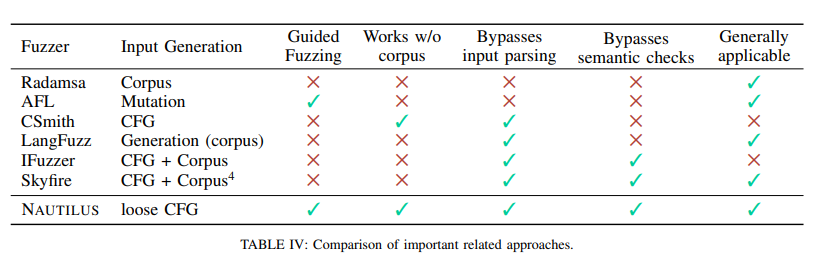 Fuzzer Input Generation Guided Fuzzing Works w/o corpus Bypasses input parsing Bypasses semantic checks Generally applicable
Radamsa Corpus ✗ ✗ ✗ ✗ ✓
AFL Mutation ✓ ✗ ✗ ✗ ✓
CSmith CFG ✗ ✓ ✓ ✗ ✗
LangFuzz Generation (corpus) ✗ ✗ ✓ ✗ ✓
IFuzzer CFG + Corpus ✗ ✗ ✓ ✓ ✗
Skyfire CFG + Corpus⁴ ✗ ✗ ✓ ✓ ✓
NAUTILUS loose CFG ✓ ✓ ✓ ✓ ✓
TABLE IV: Comparison of important related approaches.